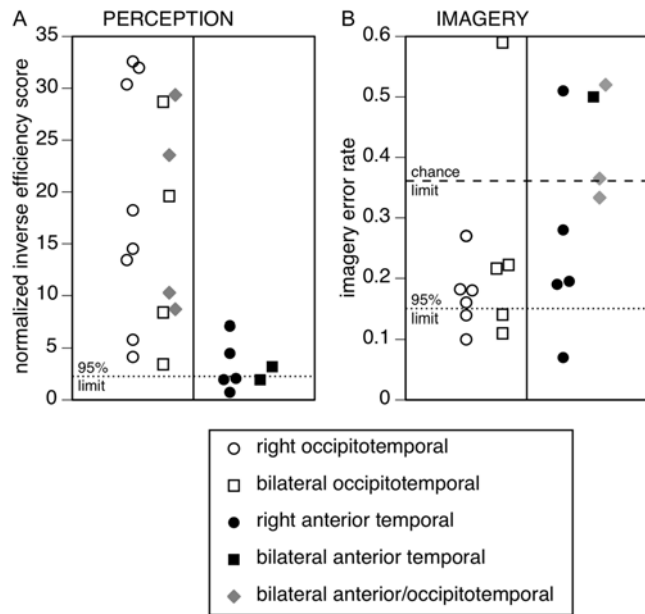 A PERCEPTION
normalized inverse efficiency score
35
30
25
20
15
10
5
0
95%
limit
B IMAGERY
imagery error rate
0.6
0.5
0.4
0.3
0.2
0.1
0
chance
limit
95%
limit
right occipitotemporal
bilateral occipitotemporal
right anterior temporal
bilateral anterior temporal
bilateral anterior/occipitotemporal